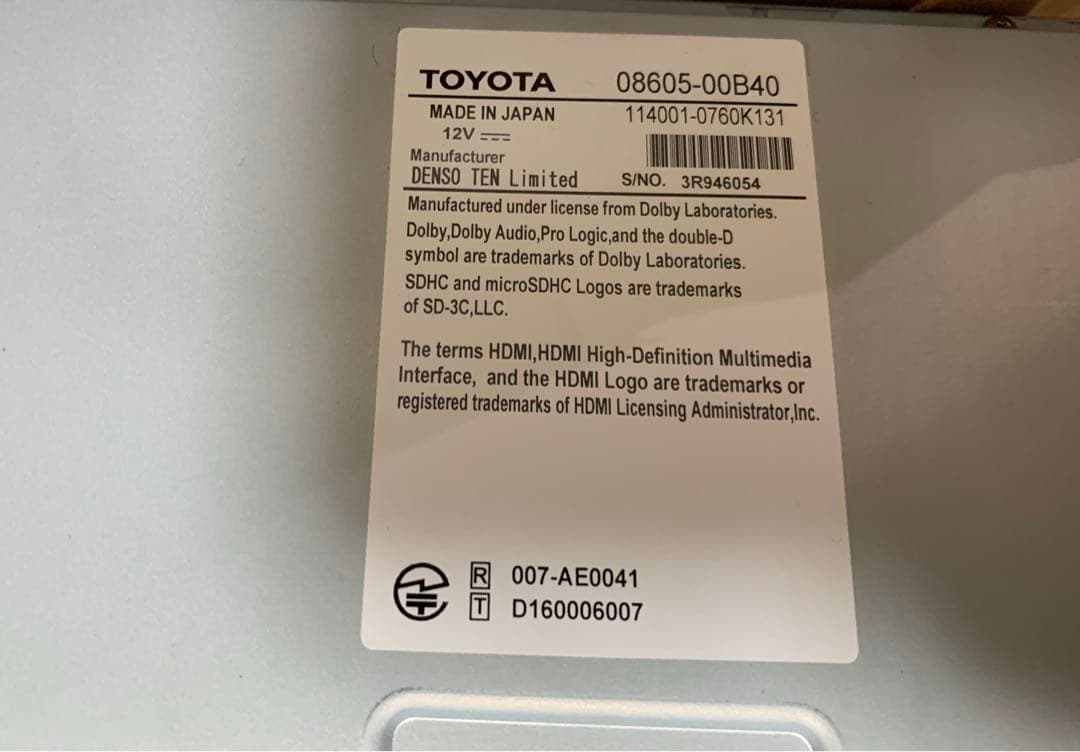 TOYOTA 08605-00B40
MADE IN JAPAN 114001-0760K131
12V
Manufacturer
DENSO TEN Limited S/NO. 3R946054
Manufactured under license from Dolby Laboratories.
Dolby,Dolby Audio,Pro Logic,and the double-D
symbol are trademarks of Dolby Laboratories.
SDHC and microSDHC Logos are trademarks
of SD-3C,LLC.
The terms HDMI,HDMI High-Definition Multimedia
Interface, and the HDMI Logo are trademarks or
registered trademarks of HDMI Licensing Administrator,Inc.
R 007-AE0041
T D160006007